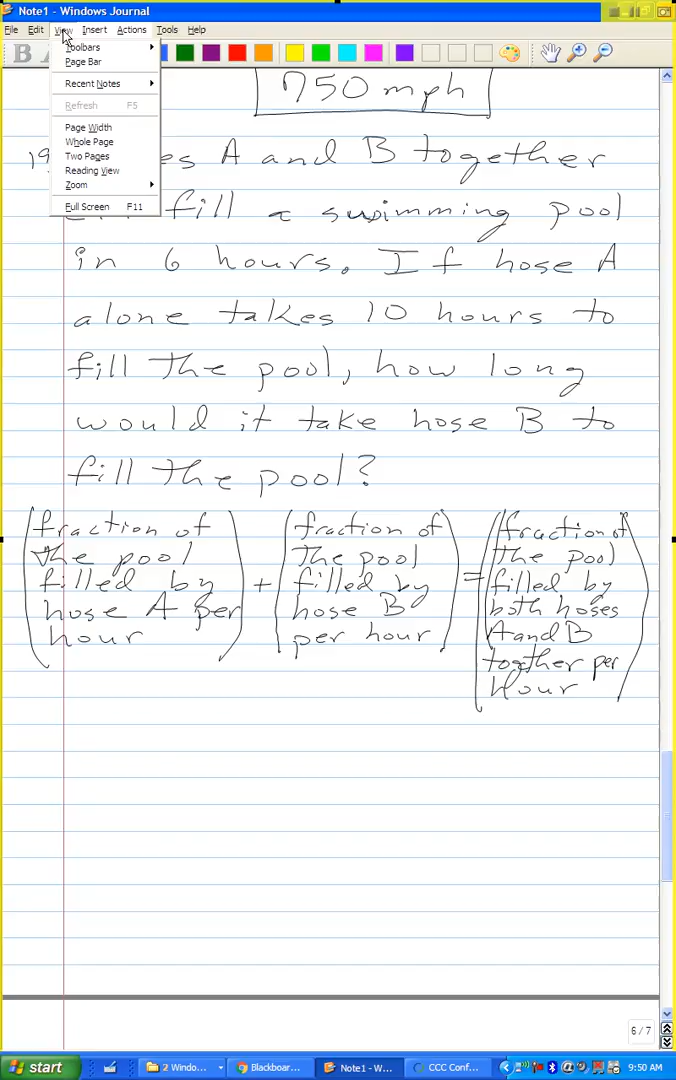 Note1 - Windows Journal
File Edit View Insert Actions Tools Help
B
Toolbars
Page Bar
Recent Notes
Refresh F5
Page Width
Whole Page
Two Pages
Reading View
Zoom
Full Screen F11
750 mph
19 es A and B together
fill a swimming pool
in 6 hours. If hose A
alone takes 10 hours to
fill the pool, how long
would it take hose B to
fill the pool?
(fraction of the pool filled by hose A per hour) + (fraction of the pool filled by hose B per hour) = (fraction of the pool filled by both hoses A and B together per hour)
6 / 7
start 2 Windo... Blackboar... Note1 - W... CCC Conf... 9:50 AM